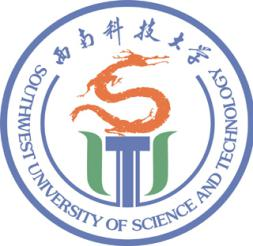 西南科技大学
SOUTHWEST UNIVERSITY OF SCIENCE AND TECHNOLOGY